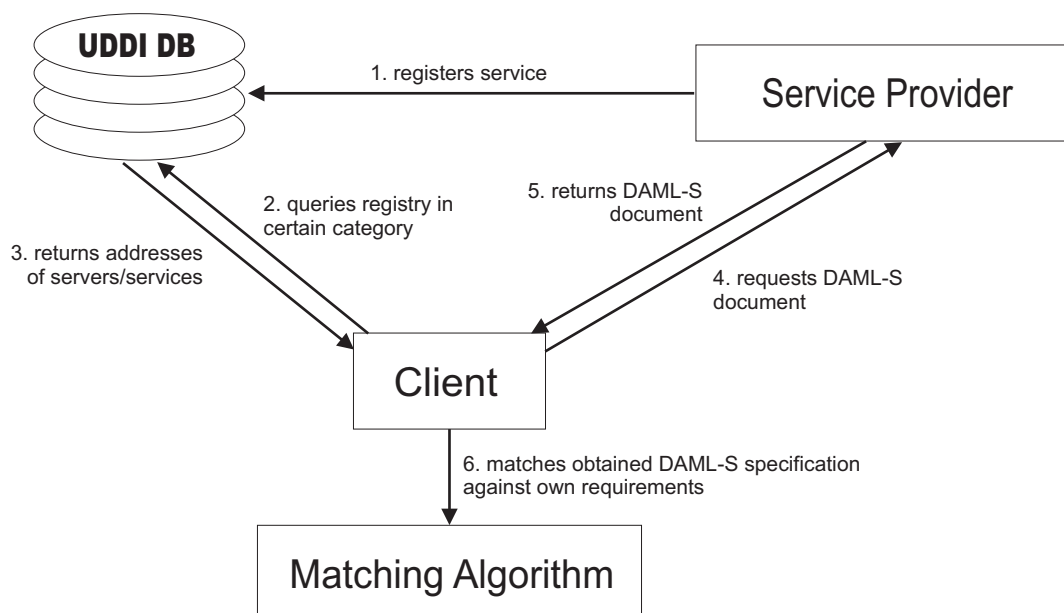 UDDI DB
1. registers service
Service Provider
5. returns DAML-S
document
2. queries registry in
certain category
3. returns addresses
of servers/services
4. requests DAML-S
document
Client
6. matches obtained DAML-S specification
against own requirements
Matching Algorithm